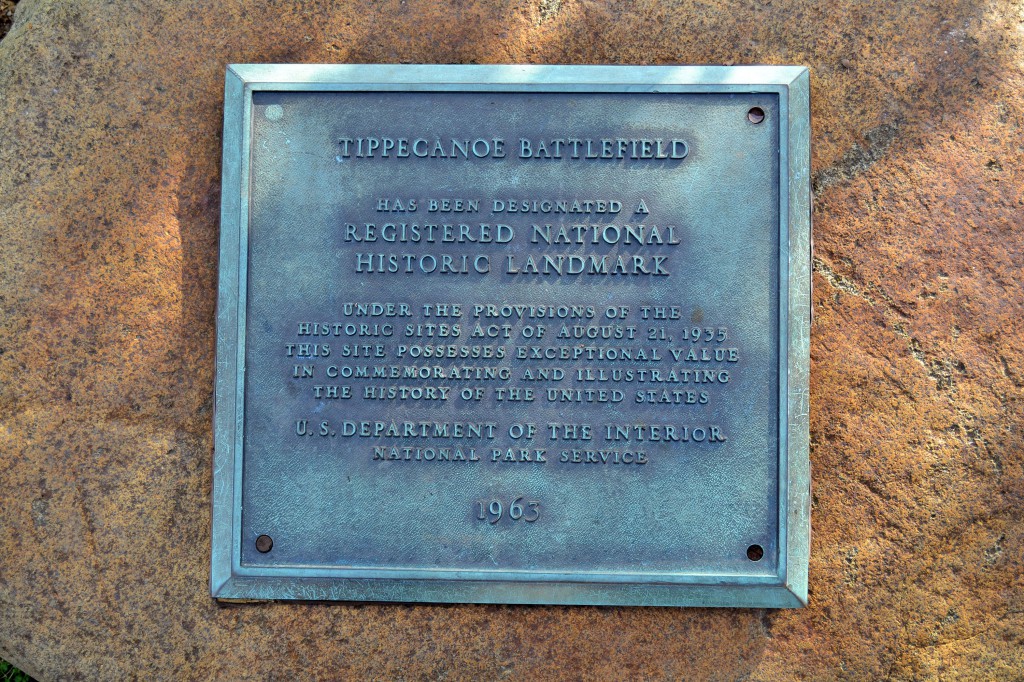 TIPPECANOE BATTLEFIELD
HAS BEEN DESIGNATED A
REGISTERED NATIONAL
HISTORIC LANDMARK
UNDER THE PROVISIONS OF THE
HISTORIC SITES ACT OF AUGUST 21, 1935
THIS SITE POSSESSES EXCEPTIONAL VALUE
IN COMMEMORATING AND ILLUSTRATING
THE HISTORY OF THE UNITED STATES
U. S. DEPARTMENT OF THE INTERIOR
NATIONAL PARK SERVICE
1963